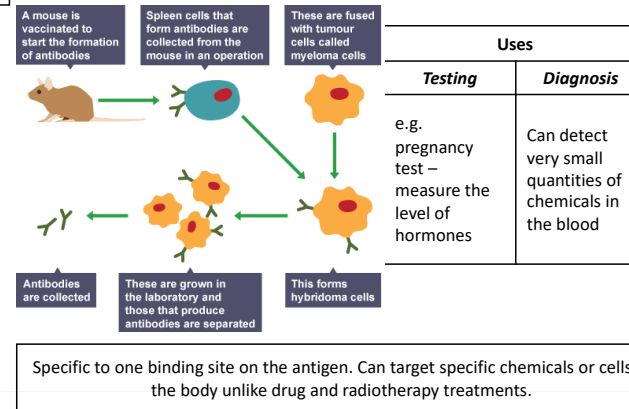 A mouse is
vaccinated to
start the formation
of antibodies
Spleen cells that
form antibodies are
collected from the
mouse in an operation
These are fused
with tumour
cells called
myeloma cells
Uses
Testing
Diagnosis
e.g.
pregnancy
test –
measure the
level of
hormones
Can detect
very small
quantities of
chemicals in
the blood
Antibodies
are collected
These are grown in
the laboratory and
those that produce
antibodies are separated
This forms
hybridoma cells
Specific to one binding site on the antigen. Can target specific chemicals or cells
the body unlike drug and radiotherapy treatments.